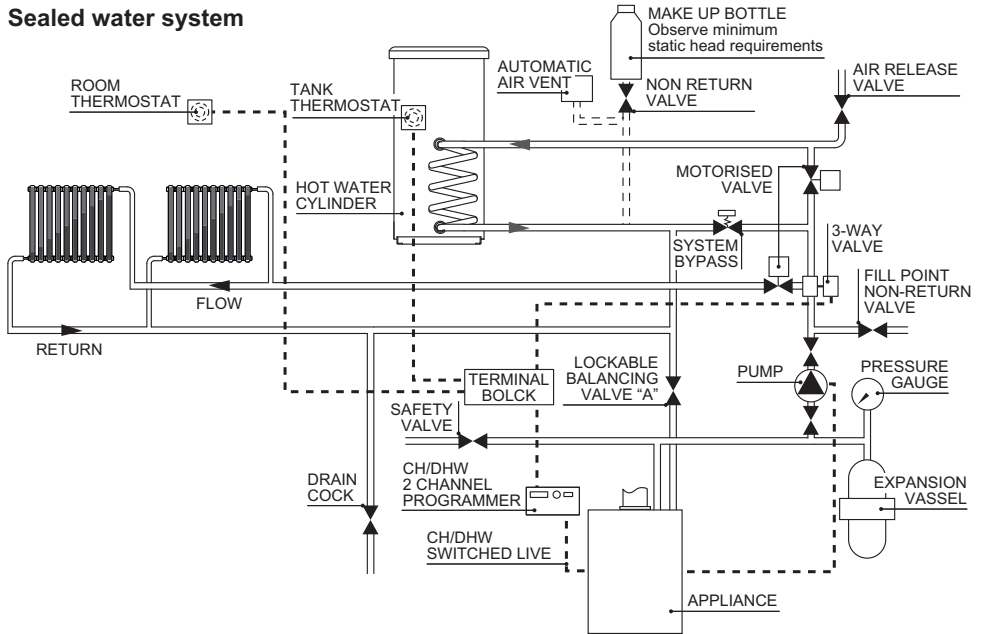 Sealed water system
MAKE UP BOTTLE
Observe minimum
static head requirements
AUTOMATIC
AIR VENT
NON RETURN
VALVE
AIR RELEASE
VALVE
ROOM
THERMOSTAT
TANK
THERMOSTAT
MOTORISED
VALVE
HOT WATER
CYLINDER
SYSTEM
BYPASS
3-WAY
VALVE
FLOW
FILL POINT
NON-RETURN
VALVE
RETURN
LOCKABLE
BALANCING
VALVE “A”
PUMP
PRESSURE
GAUGE
TERMINAL
BOLCK
SAFETY
VALVE
DRAIN
COCK
CH/DHW
2 CHANNEL
PROGRAMMER
EXPANSION
VASSEL
CH/DHW
SWITCHED LIVE
APPLIANCE